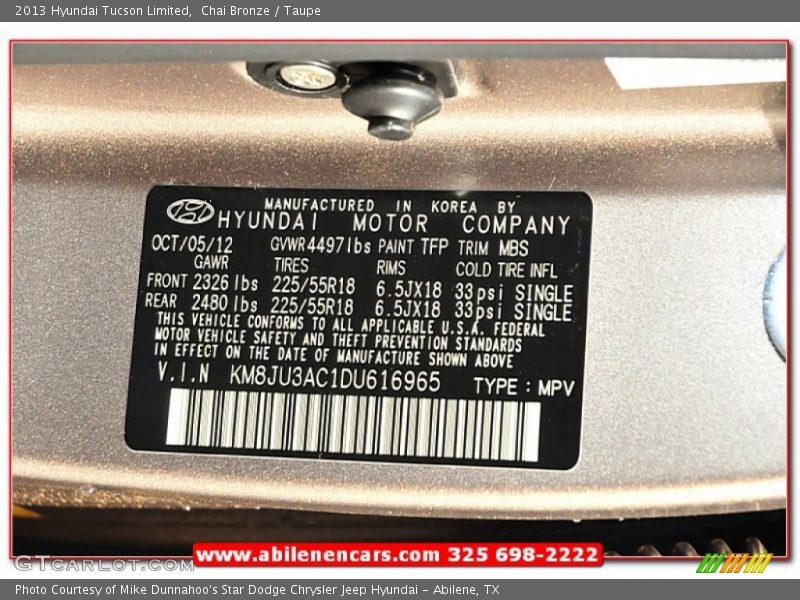 2013 Hyundai Tucson Limited,  Chai Bronze / Taupe
MANUFACTURED IN KOREA BY
HYUNDAI MOTOR COMPANY
OCT/05/12 GVWR 4497lbs PAINT TFP TRIM MBS
GAWR TIRES RIMS COLD TIRE INFL
FRONT 2326 lbs 225/55R18 6.5JX18 33psi SINGLE
REAR 2480 lbs 225/55R18 6.5JX18 33psi SINGLE
THIS VEHICLE CONFORMS TO ALL APPLICABLE U.S.A. FEDERAL
MOTOR VEHICLE SAFETY AND THEFT PREVENTION STANDARDS
IN EFFECT ON THE DATE OF MANUFACTURE SHOWN ABOVE
V.I.N KM8JU3AC1DU616965 TYPE : MPV
www.abilenencars.com 325 698-2222
GTcarlot.com
Photo Courtesy of Mike Dunnahoo's Star Dodge Chrysler Jeep Hyundai – Abilene, TX